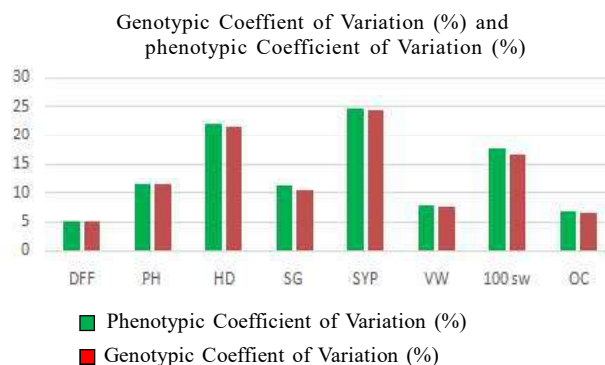 Genotypic Coeffient of Variation (%) and
phenotypic Coefficient of Variation (%)
30
25
20
15
10
5
0
DFF PH HD SG SYP VW 100 sw OC
Phenotypic Coefficient of Variation (%)
Genotypic Coeffient of Variation (%)